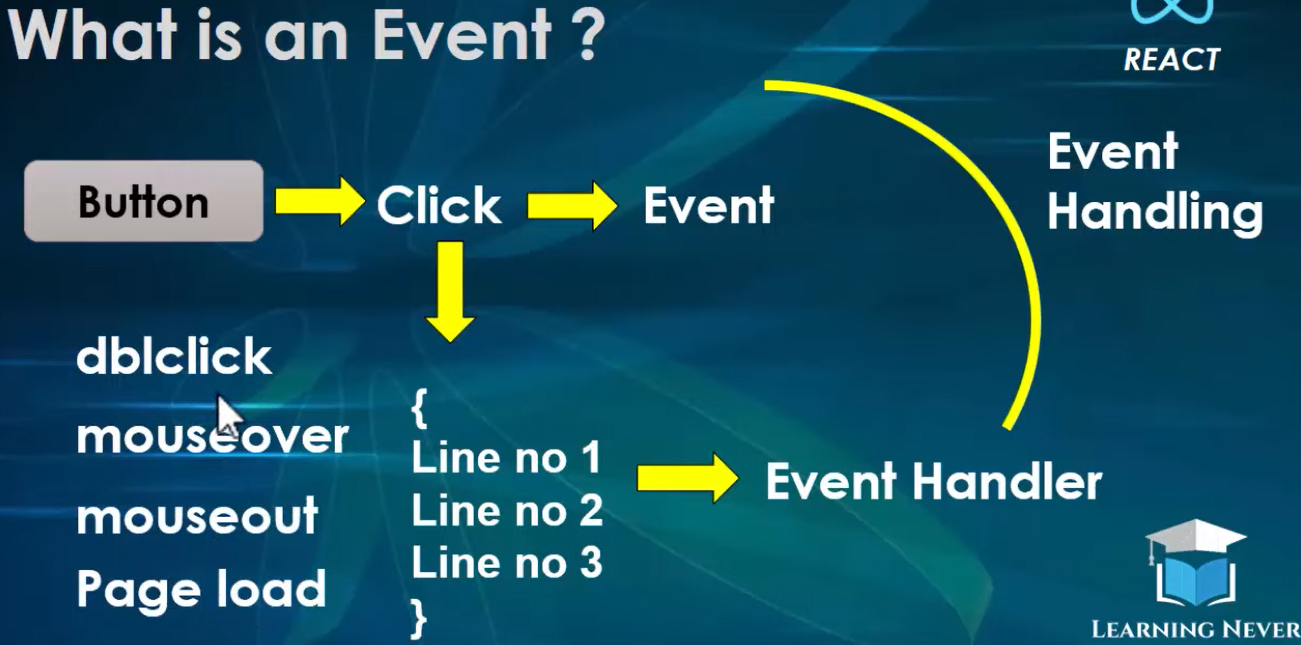 What is an Event ?
REACT
Event
Handling
Button
Click
Event
dblclick
mouseover
mouseout
Page load
{
Line no 1
Line no 2
Line no 3
}
Event Handler
LEARNING NEVER